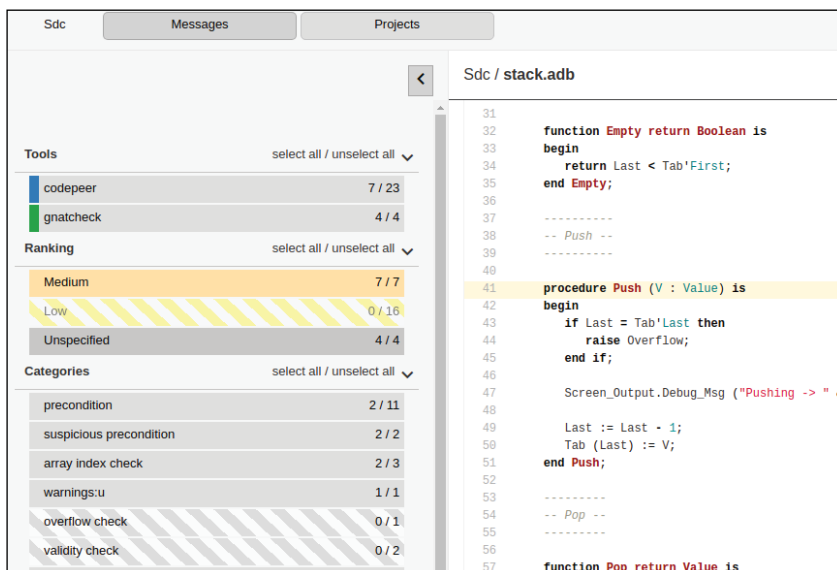 Sdc Messages Projects
Sdc / stack.adb
Tools select all / unselect all
codepeer 7 / 23
gnatcheck 4 / 4
Ranking select all / unselect all
Medium 7 / 7
Low 0 / 16
Unspecified 4 / 4
Categories select all / unselect all
precondition 2 / 11
suspicious precondition 2 / 2
array index check 2 / 3
warnings:u 1 / 1
overflow check 0 / 1
validity check 0 / 2
31
32 function Empty return Boolean is
33 begin
34 return Last < Tab'First;
35 end Empty;
36
37 ----------
38 -- Push --
39 ----------
40
41 procedure Push (V : Value) is
42 begin
43 if Last = Tab'Last then
44 raise Overflow;
45 end if;
46
47 Screen_Output.Debug_Msg ("Pushing -> "
48
49 Last := Last - 1;
50 Tab (Last) := V;
51 end Push;
52
53 ---------
54 -- Pop --
55 ---------
56
57 function Pop return Value is